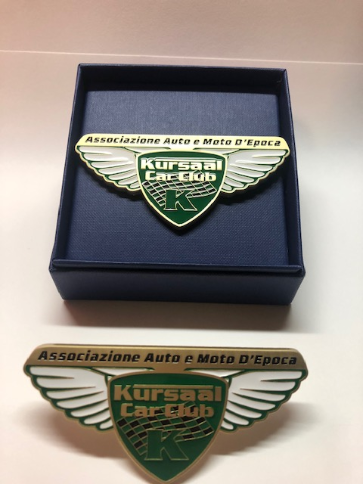 Associazione Auto e Moto D'Epoca
Kursaal
Car Club
K
Associazione Auto e Moto D'Epoca
Kursaal
Car Club
K